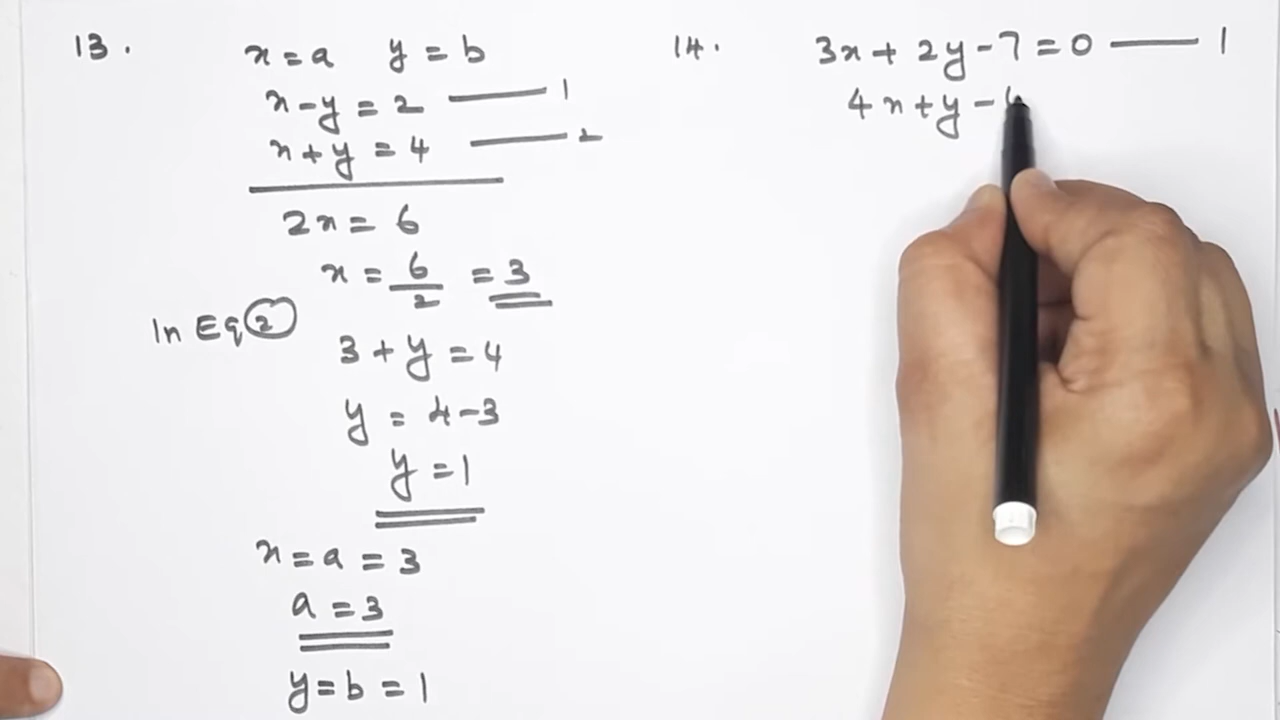 13.
x = a y = b
x - y = 2 —— 1
x + y = 4 —— 2
2x = 6
x = 6/2 = 3
In Eq 2
3 + y = 4
y = 4 - 3
y = 1
x = a = 3
a = 3
y = b = 1
14. 3x + 2y - 7 = 0 —— 1
4x + y -